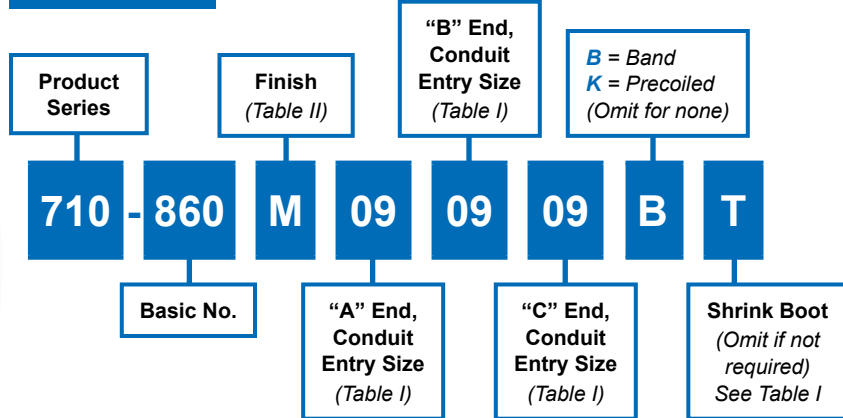 Product
Series
Finish
(Table II)
“B” End,
Conduit
Entry Size
(Table I)
B = Band
K = Precoiled
(Omit for none)
710 - 860 M 09 09 09 B T
Basic No.
“A” End,
Conduit
Entry Size
(Table I)
“C” End,
Conduit
Entry Size
(Table I)
Shrink Boot
(Omit if not
required)
See Table I